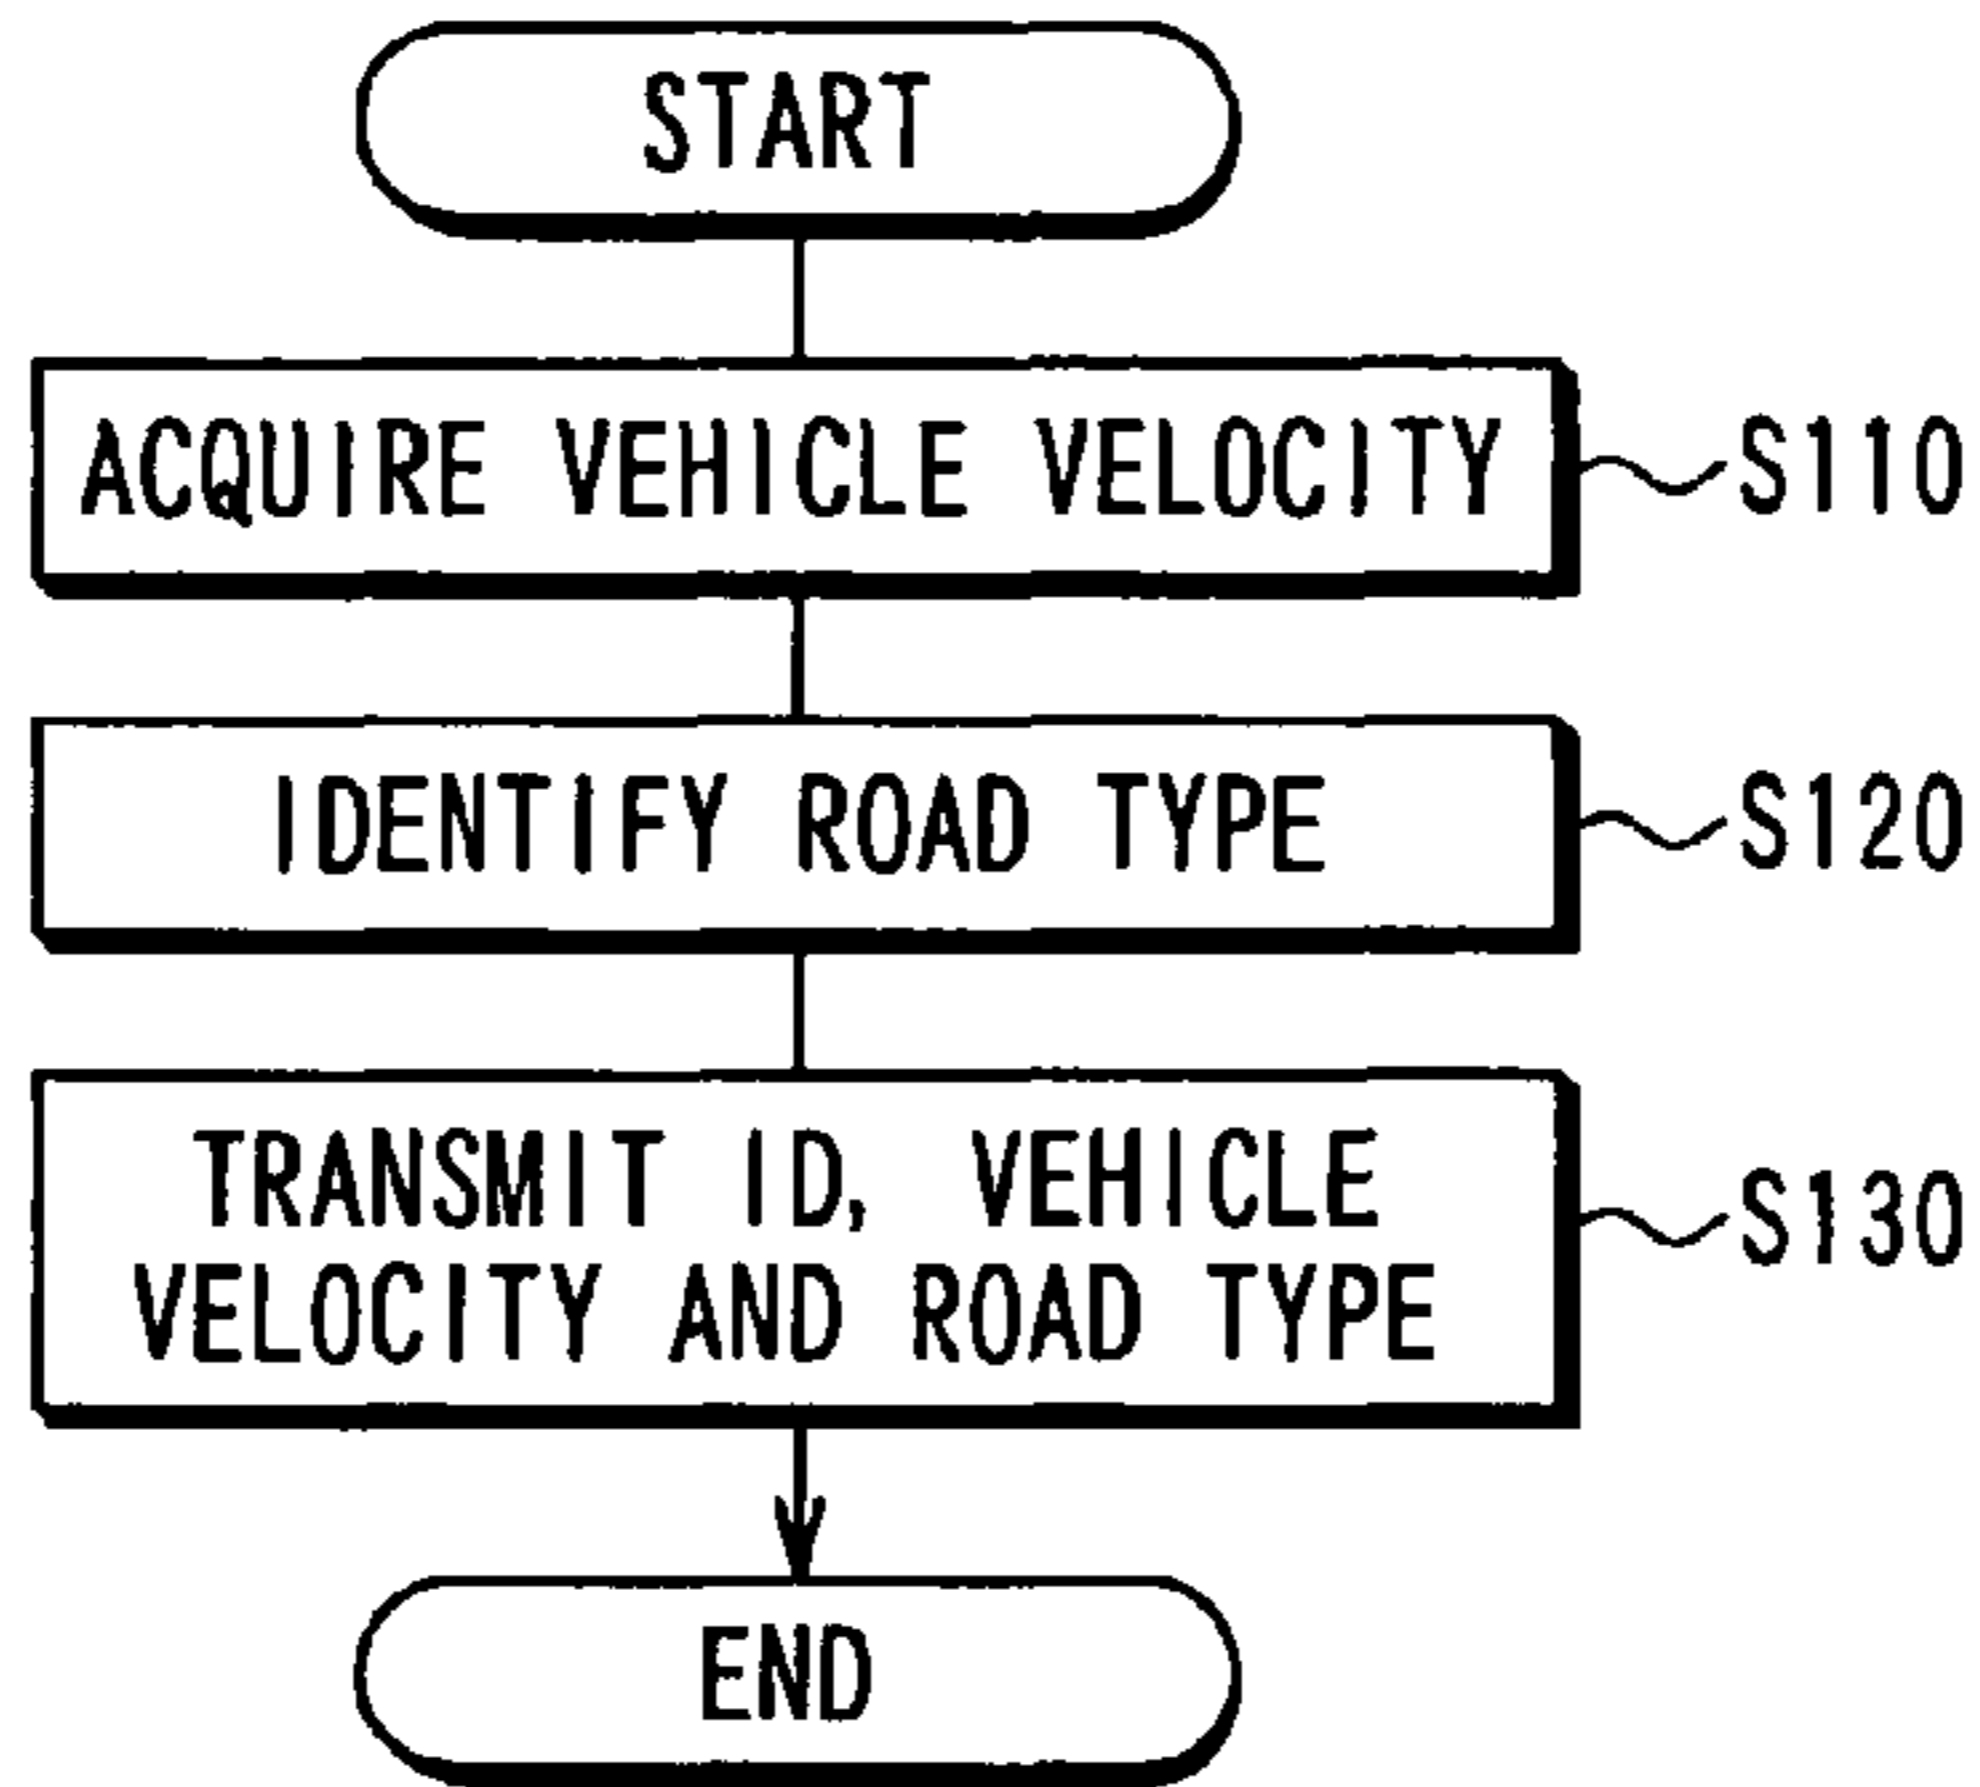 START
ACQUIRE VEHICLE VELOCITY
S110
IDENTIFY ROAD TYPE
S120
TRANSMIT ID, VEHICLE
VELOCITY AND ROAD TYPE
S130
END